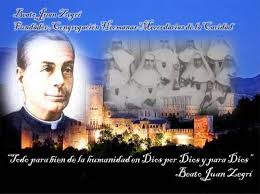 Beato Juan Zegrí
Fundador Congregación Hermanas Mercedarias de la Caridad
"Todo para bien de la humanidad en Dios por Dios y para Dios"
-Beato Juan Zegrí